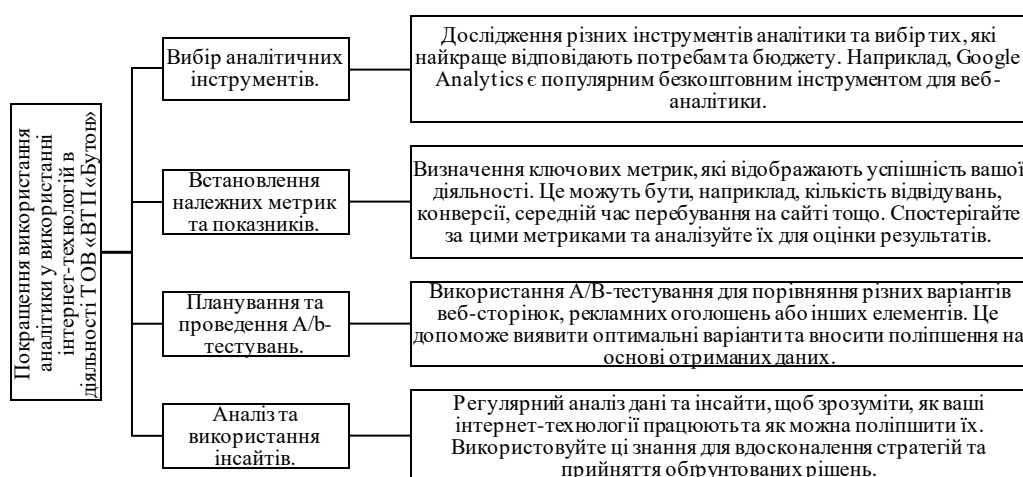 Покращення використання
аналітики у використанні
інтернет-технологій в
діяльності ТОВ «ВТП «Бутон»
Вибір аналітичних
інструментів.
Дослідження різних інструментів аналітики та вибір тих, які
найкраще відповідають потребам та бюджету. Наприклад, Google
Analytics є популярним безкоштовним інструментом для веб-
аналітики.
Встановлення
належних метрик
та показників.
Визначення ключових метрик, які відображають успішність вашої
діяльності. Це можуть бути, наприклад, кількість відвідувань,
конверсії, середній час перебування на сайті тощо. Спостерігайте
за цими метриками та аналізуйте їх для оцінки результатів.
Планування та
проведення A/b-
тестувань.
Використання A/B-тестування для порівняння різних варіантів
веб-сторінок, рекламних оголошень або інших елементів. Це
допоможе виявити оптимальні варіанти та вносити поліпшення на
основі отриманих даних.
Аналіз та
використання
інсайтів.
Регулярний аналіз дані та інсайти, щоб зрозуміти, як ваші
інтернет-технології працюють та як можна поліпшити їх.
Використовуйте ці знання для вдосконалення стратегій та
прийняття обґрунтованих рішень.